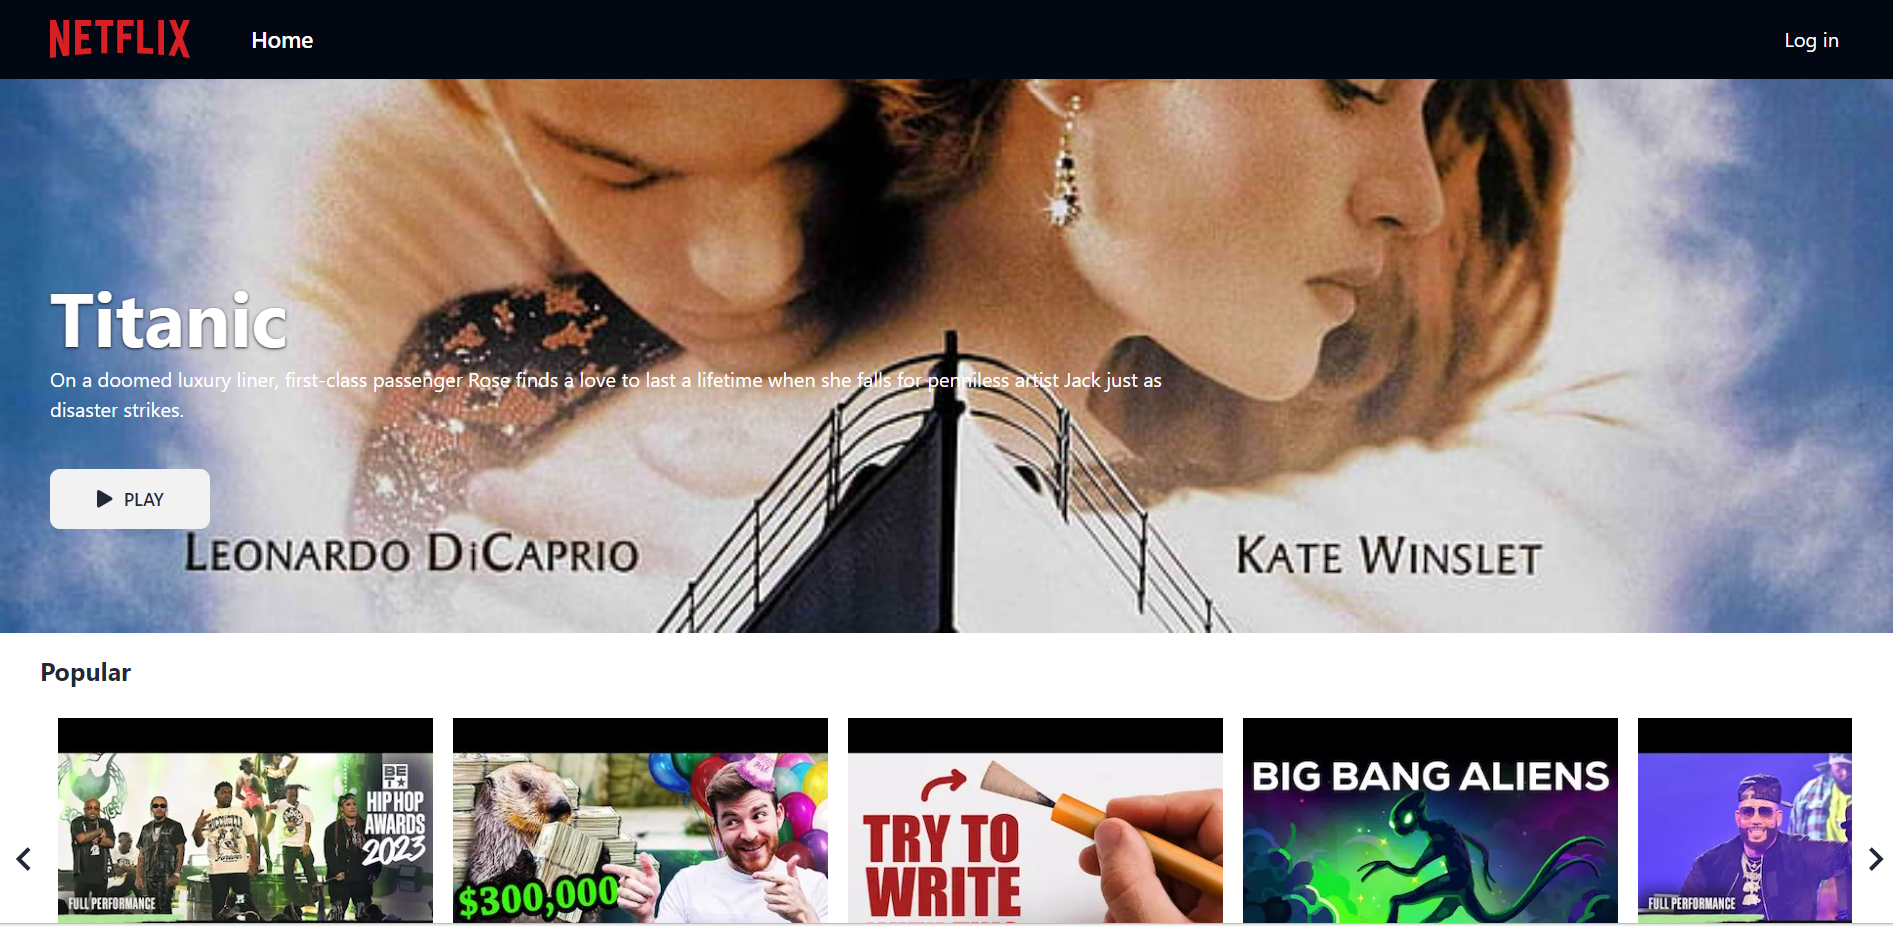 NETFLIX
Home
Log in
Titanic
On a doomed luxury liner, first-class passenger Rose finds a love to last a lifetime when she falls for penniless artist Jack just as
disaster strikes.
PLAY
LEONARDO DiCAPRIO
KATE WINSLET
Popular
BET
HIP HOP
AWARDS
2023
FULL PERFORMANCE
$300,000
TRY TO
WRITE
BIG BANG ALIENS
FULL PERFORMANCE